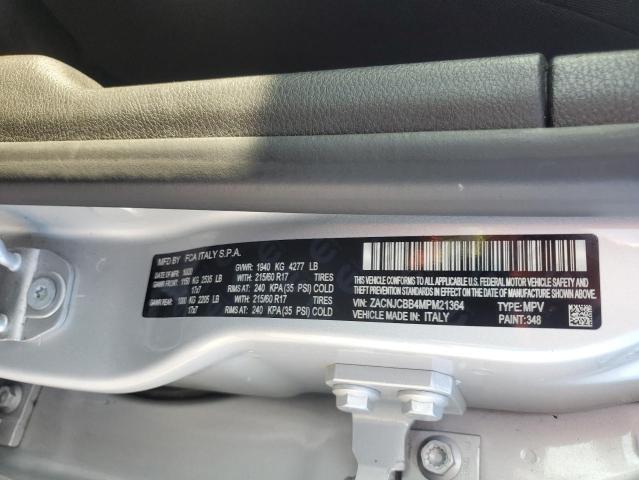 MFD BY FCA ITALY S.P.A.
DATE OF MFD: 10/20 GVWR: 1940 KG 4277 LB
GAWR FRONT: 1150 KG 2535 LB WITH: 215/60 R17 TIRES
17x7 RIMS AT: 240 KPA (35 PSI) COLD
GAWR REAR: 1000 KG 2205 LB WITH: 215/60 R17 TIRES
17x7 RIMS AT: 240 KPA (35 PSI) COLD
THIS VEHICLE CONFORMS TO ALL APPLICABLE U.S. FEDERAL MOTOR VEHICLE SAFETY,
BUMPER AND THEFT PREVENTION STANDARDS IN EFFECT ON THE DATE OF MANUFACTURE SHOWN ABOVE.
VIN: ZACNJCBB4MPM21364 TYPE: MPV
VEHICLE MADE IN: ITALY PAINT: 348